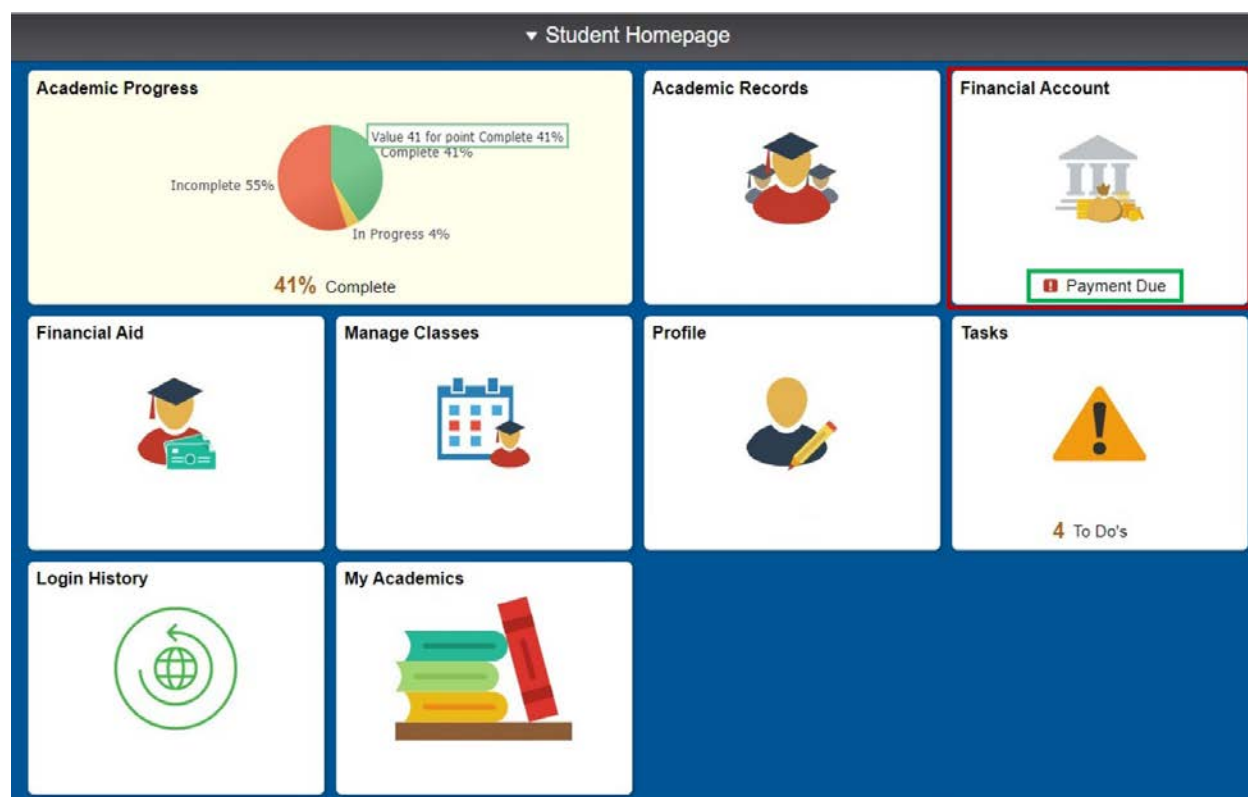 Student Homepage
Academic Progress
Value 41 for point Complete 41%
Complete 41%
Incomplete 55%
In Progress 4%
41% Complete
Academic Records
Financial Account
Payment Due
Financial Aid
Manage Classes
Profile
Tasks
4 To Do's
Login History
My Academics